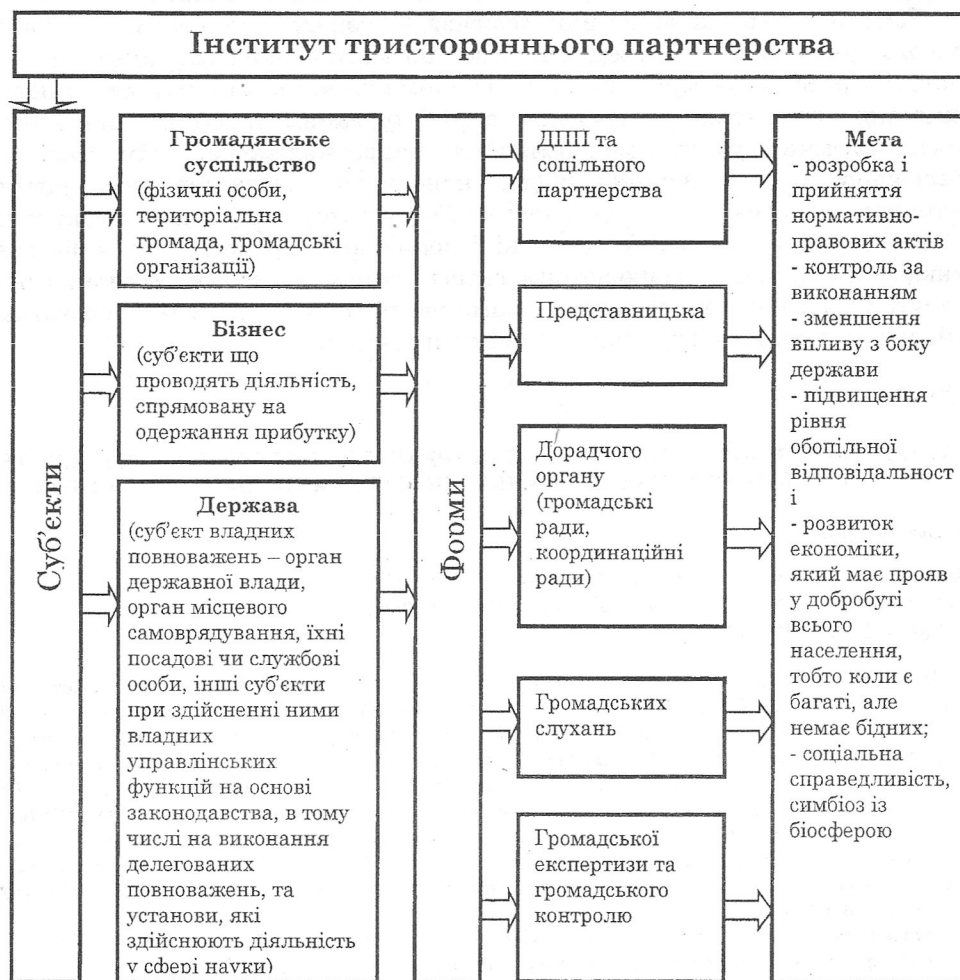 Інститут тристороннього партнерства
Суб’єкти
Громадянське
суспільство
(фізичні особи,
територіальна
громада, громадські
організації)
Бізнес
(суб’єкти що
проводять діяльність,
спрямовану на
одержання прибутку)
Держава
(суб’єкт владних
повноважень – орган
державної влади,
орган місцевого
самоврядування, їхні
посадові чи службові
особи, інші суб’єкти
при здійсненні ними
владних
управлінських
функцій на основі
законодавства, в тому
числі на виконання
делегованих
повноважень, та
установи, які
здійснюють діяльність
у сфері науки)
Форми
ДПП та
соцільного
партнерства
Представницька
Дорадчого
органу
(громадські
ради,
координаційні
ради)
Громадських
слухань
Громадської
експертизи та
громадського
контролю
Мета
- розробка і
прийняття
нормативно-
правових актів
- контроль за
виконанням
- зменшення
впливу з боку
держави
- підвищення
рівня
обопільної
відповідальност
і
- розвиток
економіки,
який має прояв
у добробуті
всього
населення,
тобто коли є
багаті, але
немає бідних;
- соціальна
справедливість,
симбіоз із
біосферою